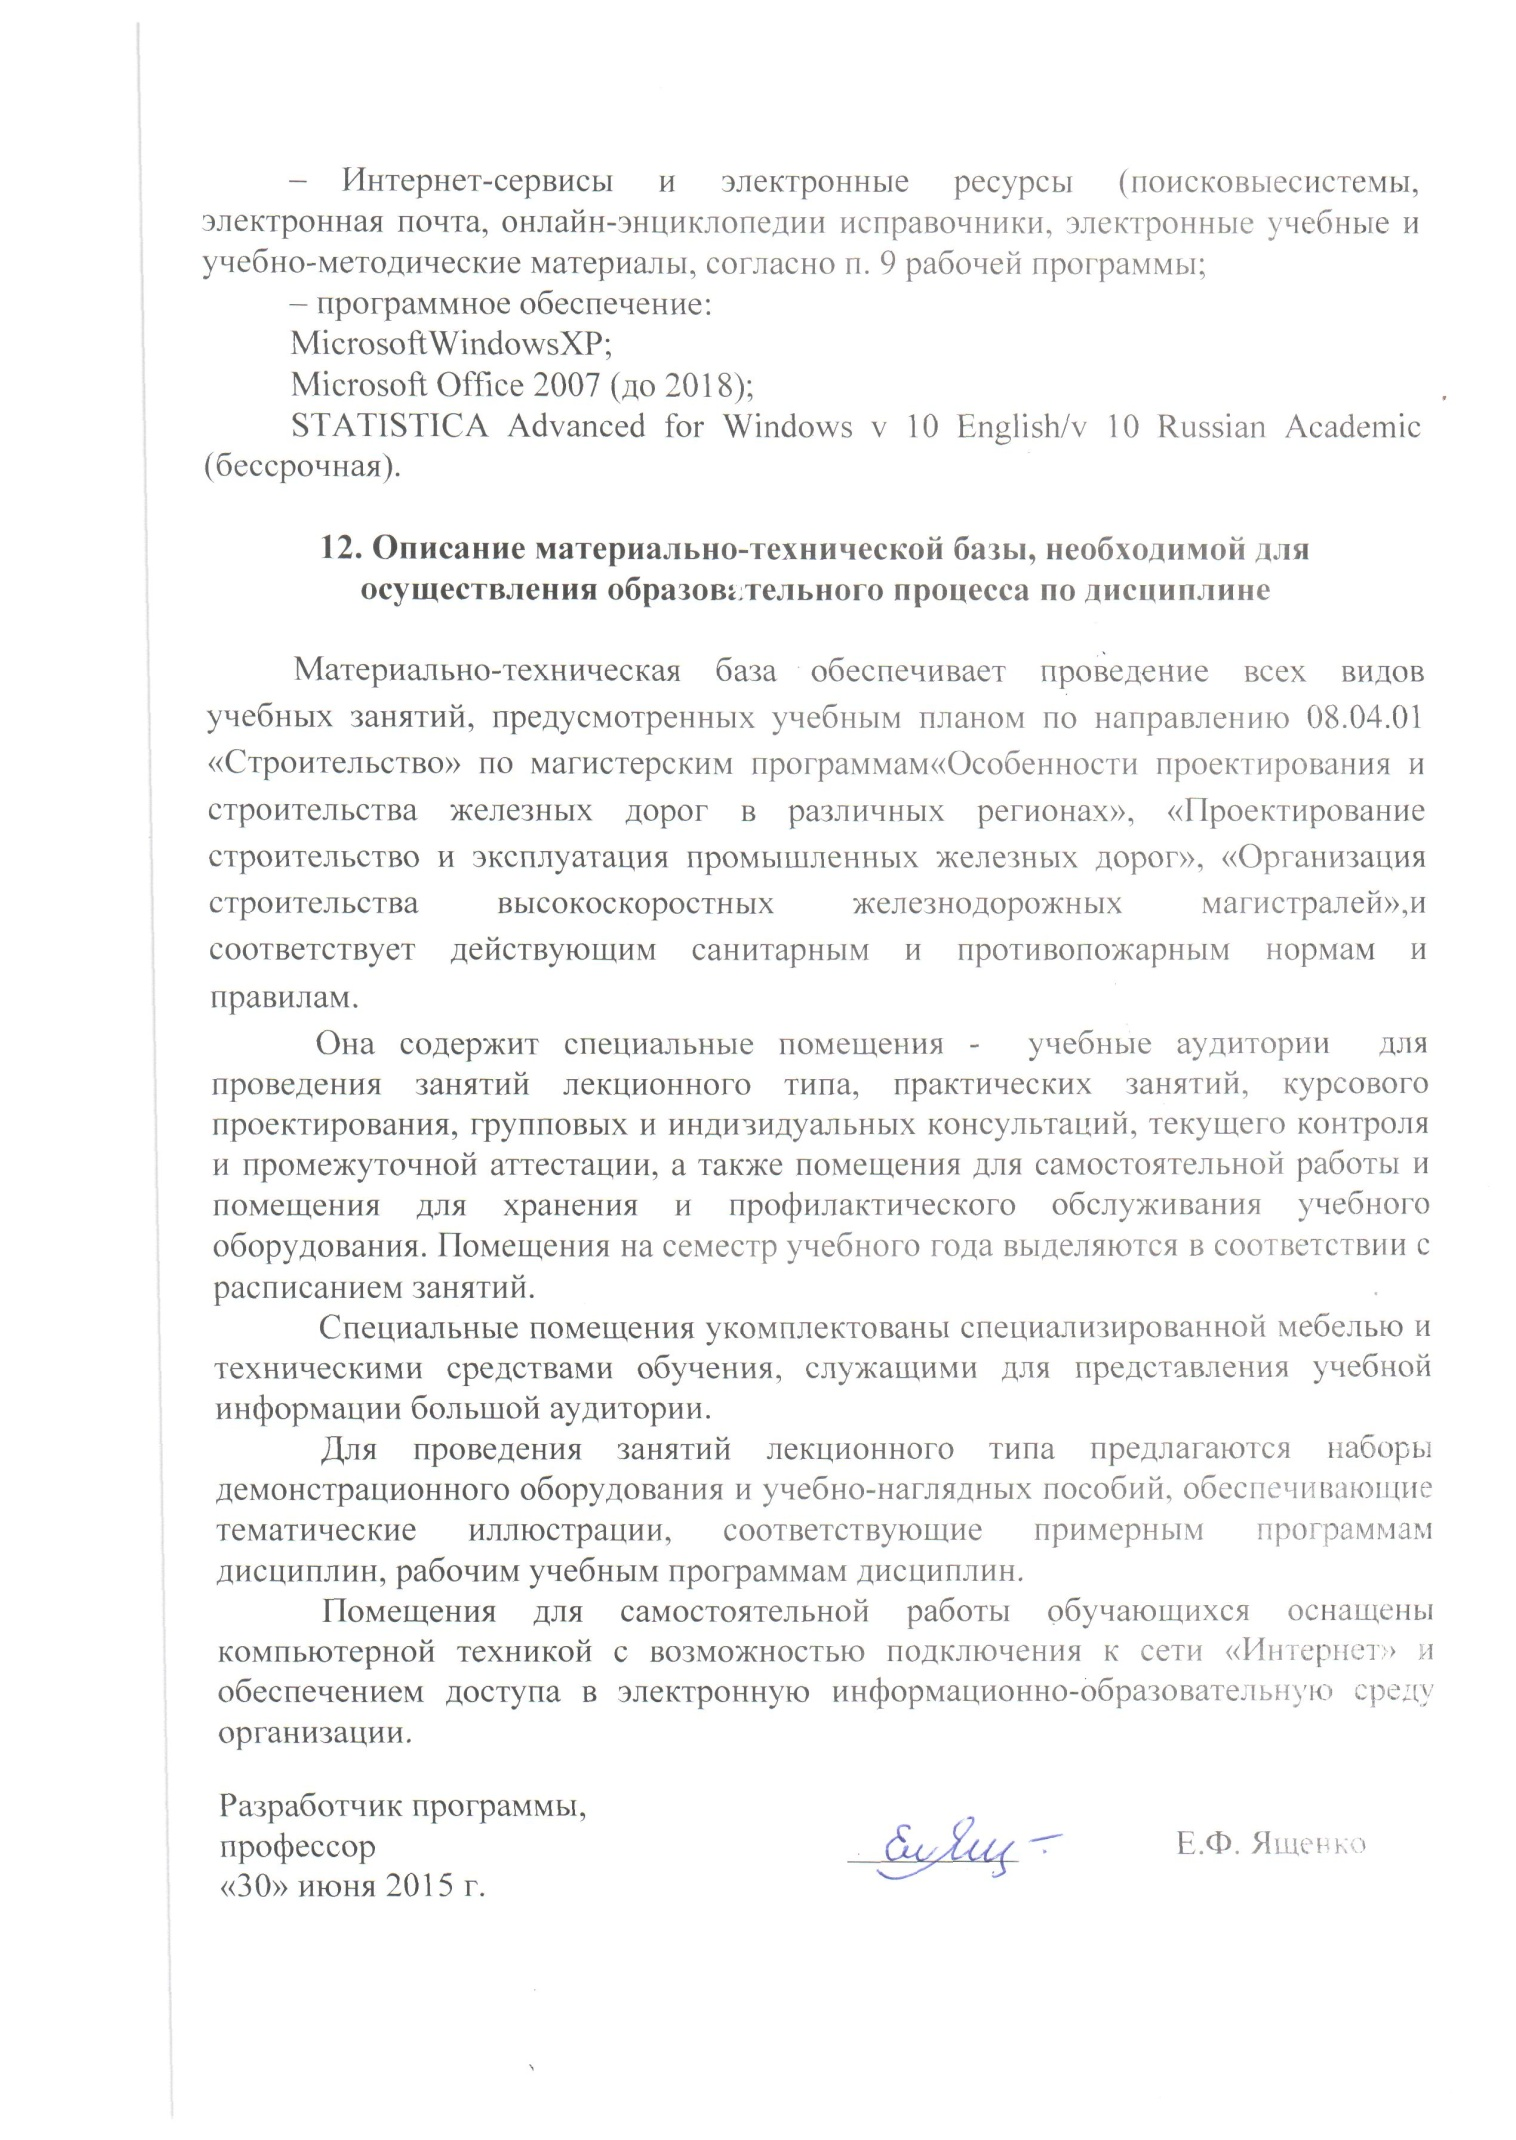 – Интернет-сервисы и электронные ресурсы (поисковыесистемы,
электронная почта, онлайн-энциклопедии исправочники, электронные учебные и
учебно-методические материалы, согласно п. 9 рабочей программы;
– программное обеспечение:
MicrosoftWindowsXP;
Microsoft Office 2007 (до 2018);
STATISTICA Advanced for Windows v 10 English/v 10 Russian Academic
(бессрочная).
12. Описание материально-технической базы, необходимой для
осуществления образовательного процесса по дисциплине
Материально-техническая база обеспечивает проведение всех видов
учебных занятий, предусмотренных учебным планом по направлению 08.04.01
«Строительство» по магистерским программам«Особенности проектирования и
строительства железных дорог в различных регионах», «Проектирование
строительство и эксплуатация промышленных железных дорог», «Организация
строительства высокоскоростных железнодорожных магистралей»,и
соответствует действующим санитарным и противопожарным нормам и
правилам.
Она содержит специальные помещения - учебные аудитории для
проведения занятий лекционного типа, практических занятий, курсового
проектирования, групповых и индивидуальных консультаций, текущего контроля
и промежуточной аттестации, а также помещения для самостоятельной работы и
помещения для хранения и профилактического обслуживания учебного
оборудования. Помещения на семестр учебного года выделяются в соответствии с
расписанием занятий.
Специальные помещения укомплектованы специализированной мебелью и
техническими средствами обучения, служащими для представления учебной
информации большой аудитории.
Для проведения занятий лекционного типа предлагаются наборы
демонстрационного оборудования и учебно-наглядных пособий, обеспечивающие
тематические иллюстрации, соответствующие примерным программам
дисциплин, рабочим учебным программам дисциплин.
Помещения для самостоятельной работы обучающихся оснащены
компьютерной техникой с возможностью подключения к сети «Интернет» и
обеспечением доступа в электронную информационно-образовательную среду
организации.
Разработчик программы,
профессор Е.Ф. Ященко
«30» июня 2015 г.